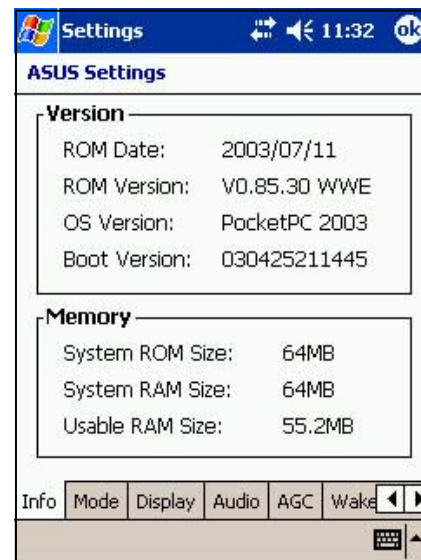 Settings 11:32 ok
ASUS Settings
Version
ROM Date: 2003/07/11
ROM Version: V0.85.30 WWE
OS Version: PocketPC 2003
Boot Version: 030425211445
Memory
System ROM Size: 64MB
System RAM Size: 64MB
Usable RAM Size: 55.2MB
Info Mode Display Audio AGC Wake